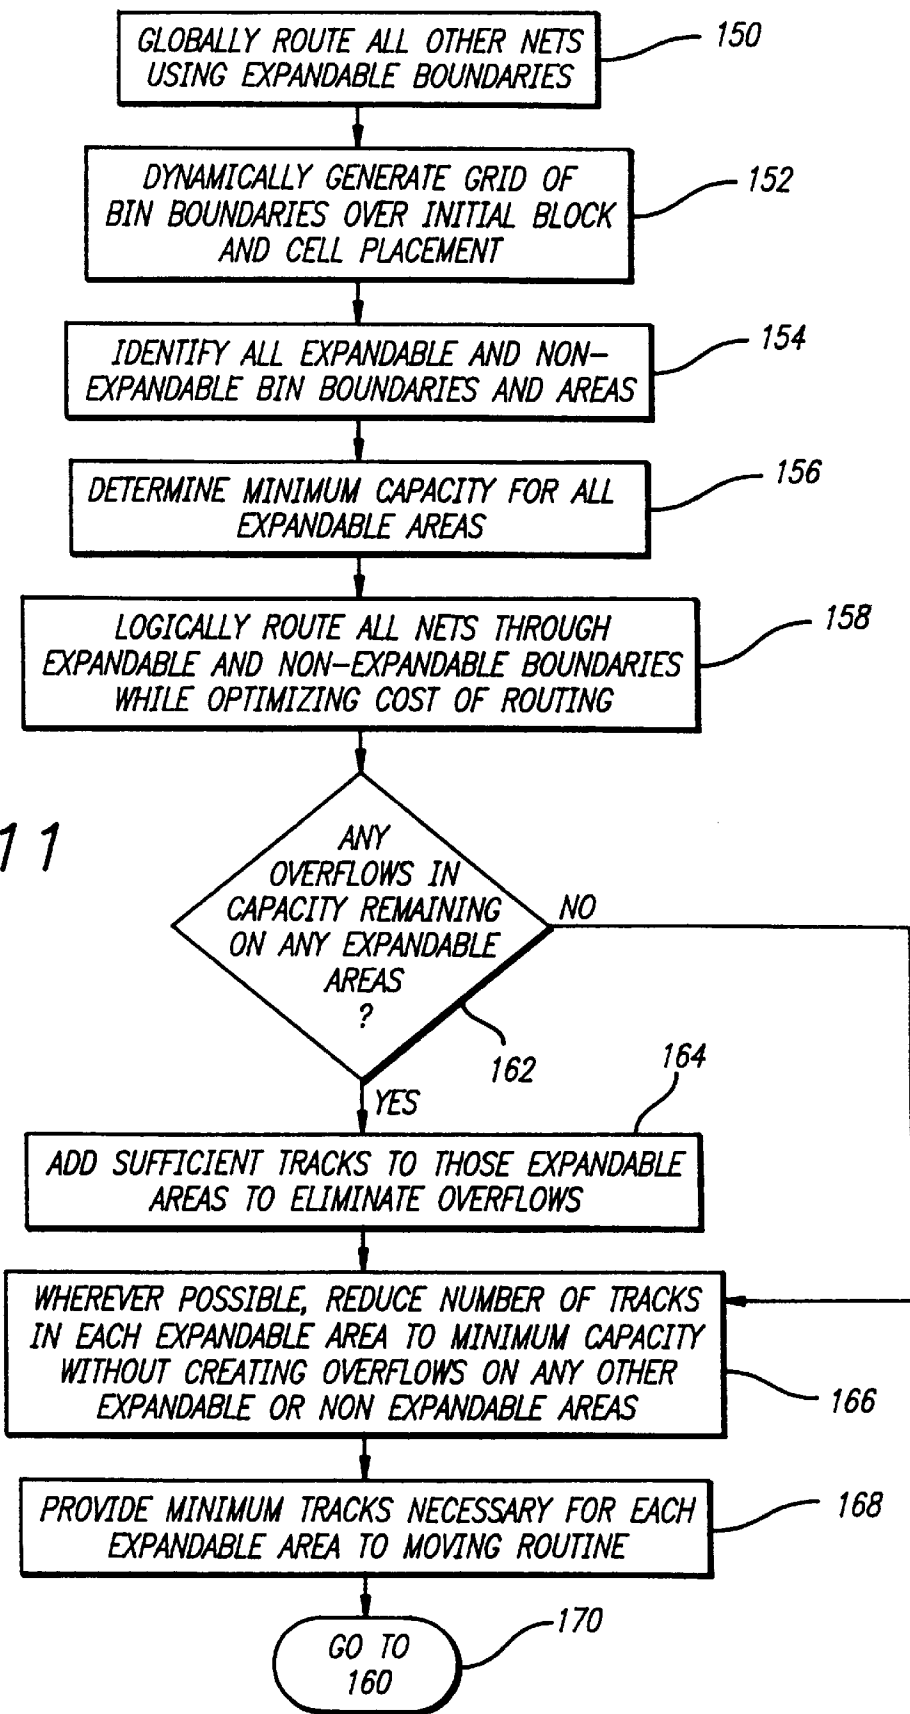 GLOBALLY ROUTE ALL OTHER NETS
USING EXPANDABLE BOUNDARIES
150
DYNAMICALLY GENERATE GRID OF
BIN BOUNDARIES OVER INITIAL BLOCK
AND CELL PLACEMENT
152
IDENTIFY ALL EXPANDABLE AND NON-
EXPANDABLE BIN BOUNDARIES AND AREAS
154
DETERMINE MINIMUM CAPACITY FOR ALL
EXPANDABLE AREAS
156
LOGICALLY ROUTE ALL NETS THROUGH
EXPANDABLE AND NON-EXPANDABLE BOUNDARIES
WHILE OPTIMIZING COST OF ROUTING
158
11
ANY
OVERFLOWS IN
CAPACITY REMAINING
ON ANY EXPANDABLE
AREAS
?
NO
162
YES
164
ADD SUFFICIENT TRACKS TO THOSE EXPANDABLE
AREAS TO ELIMINATE OVERFLOWS
WHEREVER POSSIBLE, REDUCE NUMBER OF TRACKS
IN EACH EXPANDABLE AREA TO MINIMUM CAPACITY
WITHOUT CREATING OVERFLOWS ON ANY OTHER
EXPANDABLE OR NON EXPANDABLE AREAS
166
PROVIDE MINIMUM TRACKS NECESSARY FOR EACH
EXPANDABLE AREA TO MOVING ROUTINE
168
GO TO
160
170